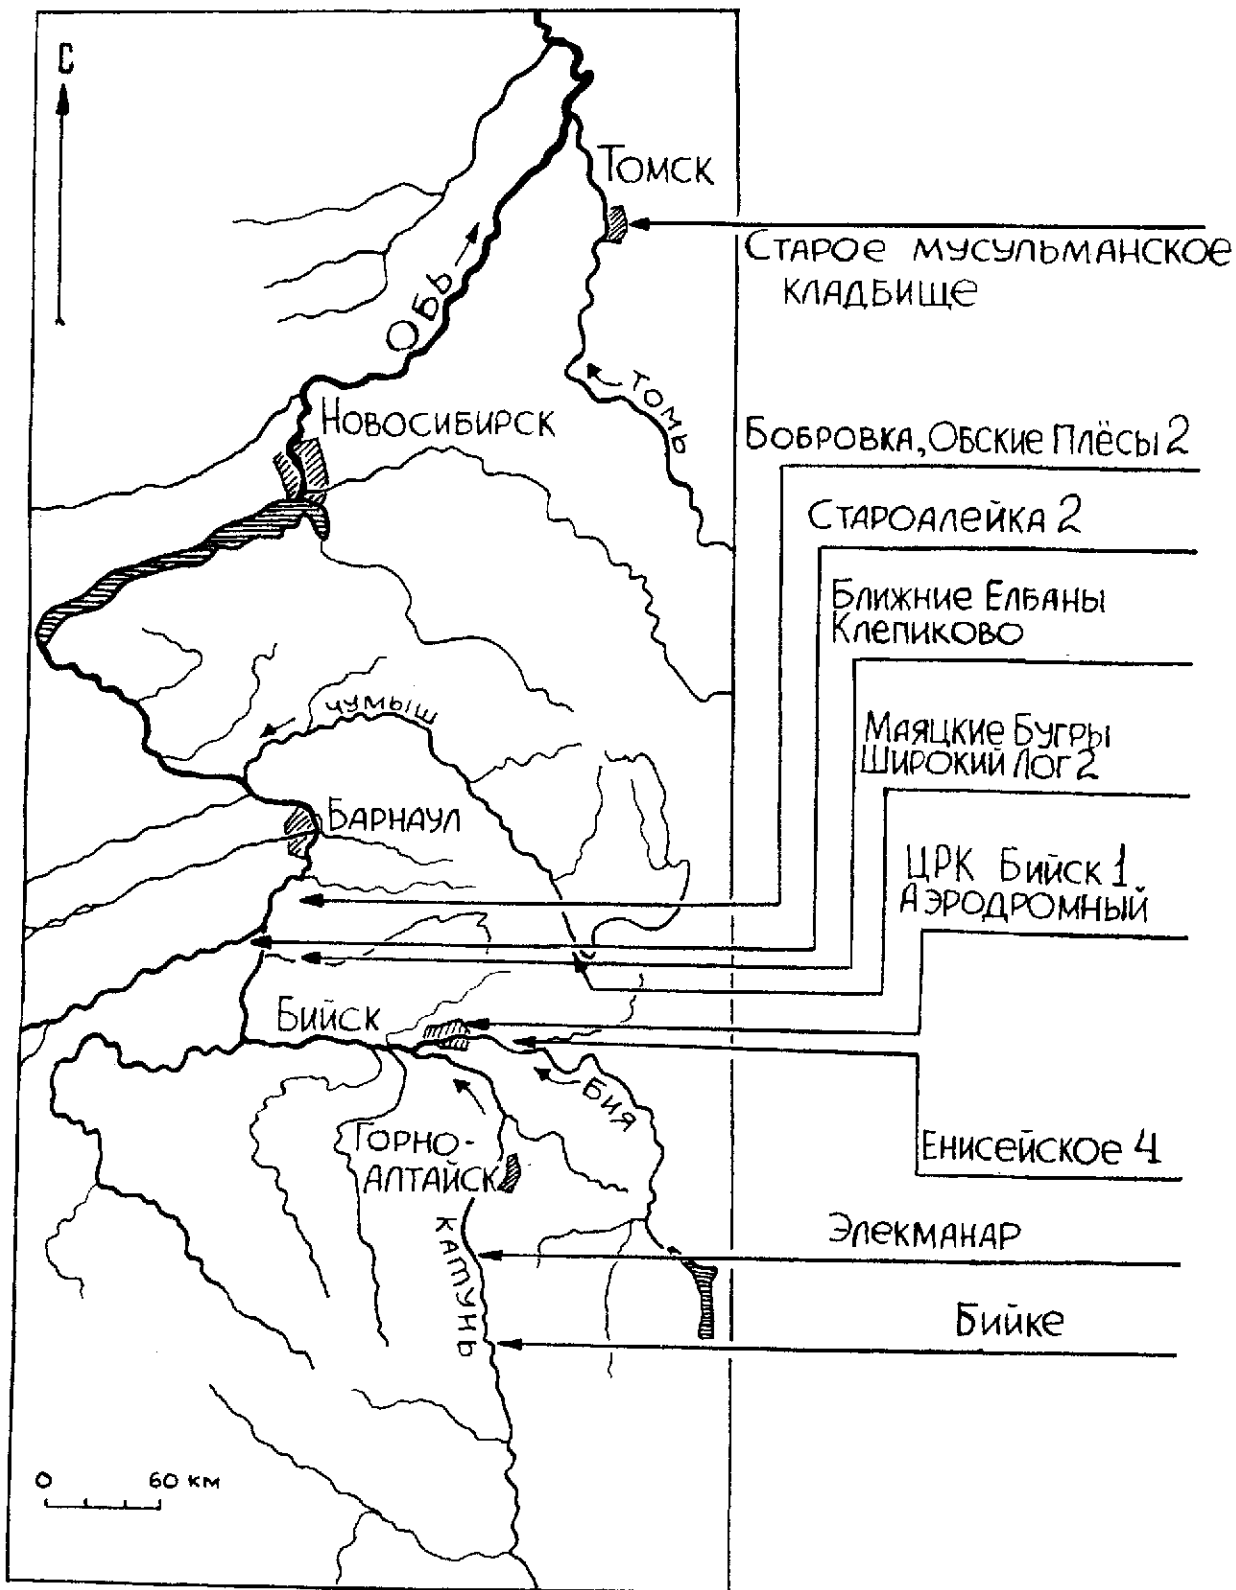 С
Томск
Старое мусульманское
кладбище
Обь
Томь
Новосибирск
Бобровка, Обские Плёсы 2
Староалейка 2
Ближние Елбаны
Клепиково
Чумыш
Маяцкие Бугры
Широкий Лог 2
Барнаул
ЦРК Бийск 1.
Аэродромный
Бийск
Бия
Горно-
Алтайск
Енисейское 4
Катунь
Элекманар
Бийке
0 60 км